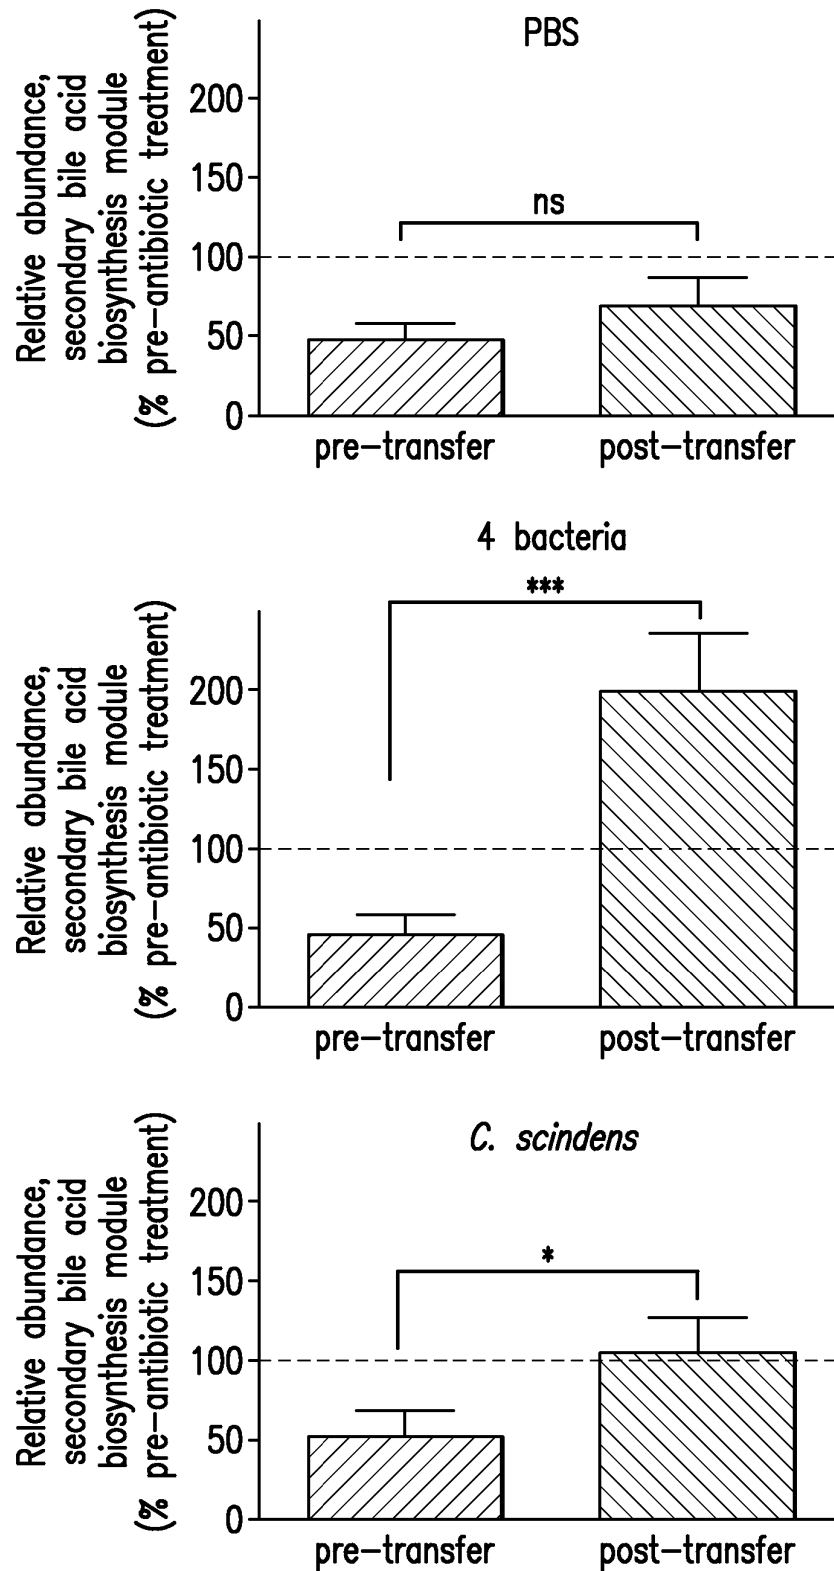 PBS
Relative abundance,
secondary bile acid
biosynthesis module
(% pre-antibiotic treatment)
200
150
100
50
0
ns
pre-transfer
post-transfer
4 bacteria
***
Relative abundance,
secondary bile acid
biosynthesis module
(% pre-antibiotic treatment)
200
150
100
50
0
pre-transfer
post-transfer
C. scindens
*
Relative abundance,
secondary bile acid
biosynthesis module
(% pre-antibiotic treatment)
200
150
100
50
0
pre-transfer
post-transfer